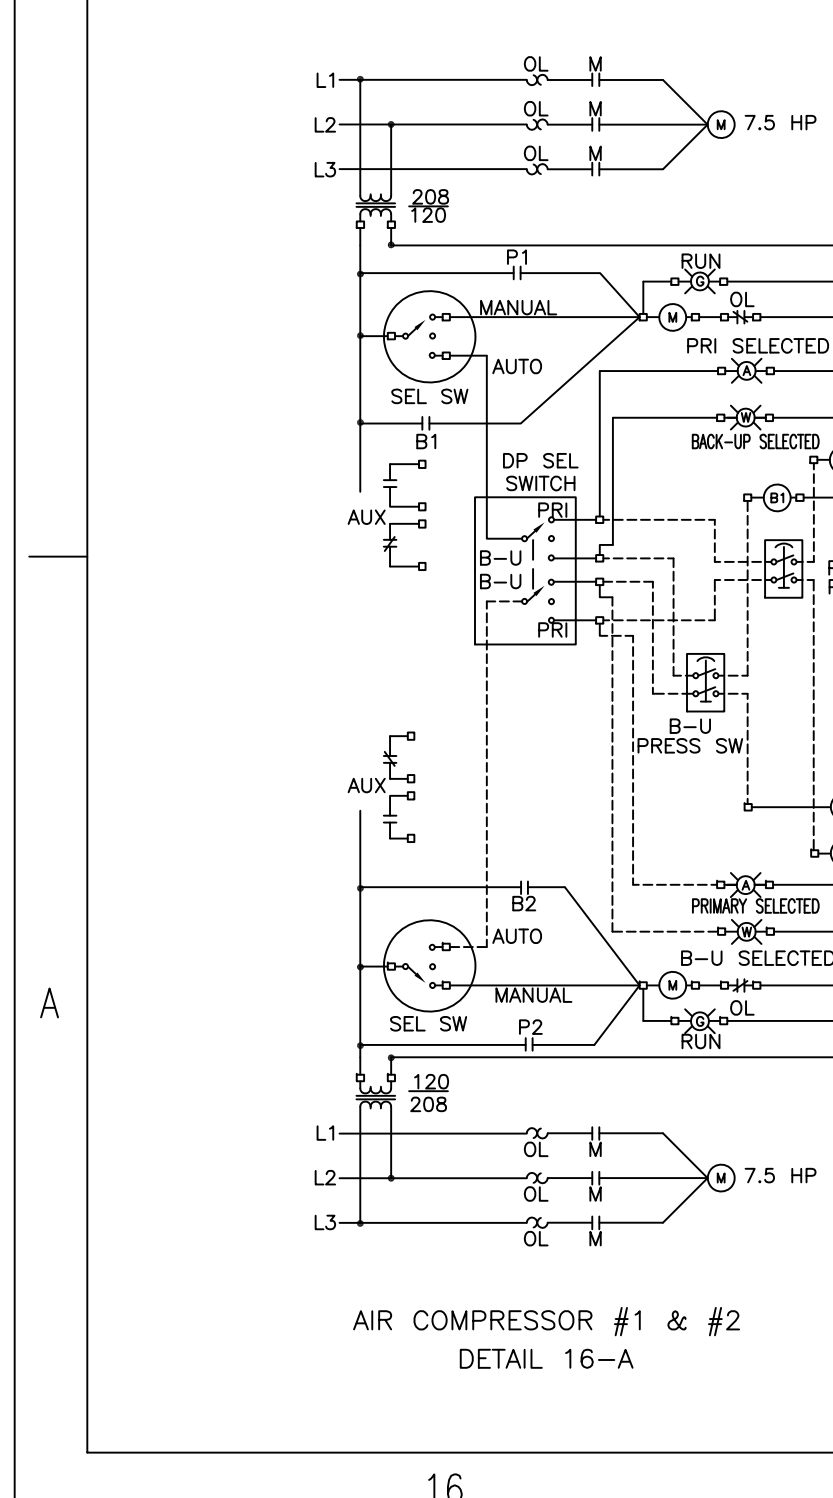 OL M
L1
OL M
L2 M 7.5 HP
OL M
L3
208
120
P1
RUN
G
MANUAL
OL
M
PRI SELECTED
AUTO
A
SEL SW
W
B1
BACK-UP SELECTED
DP SEL
SWITCH
B1
AUX
PRI
B-U
B-U
PRI
B-U
PRESS SW
AUX
A
B2
PRIMARY SELECTED
AUTO
W
B-U SELECTED
M
MANUAL
OL
A
SEL SW
P2
G
RUN
120
208
L1
OL M
L2 M 7.5 HP
OL M
L3
OL M
AIR COMPRESSOR #1 & #2
DETAIL 16-A
16